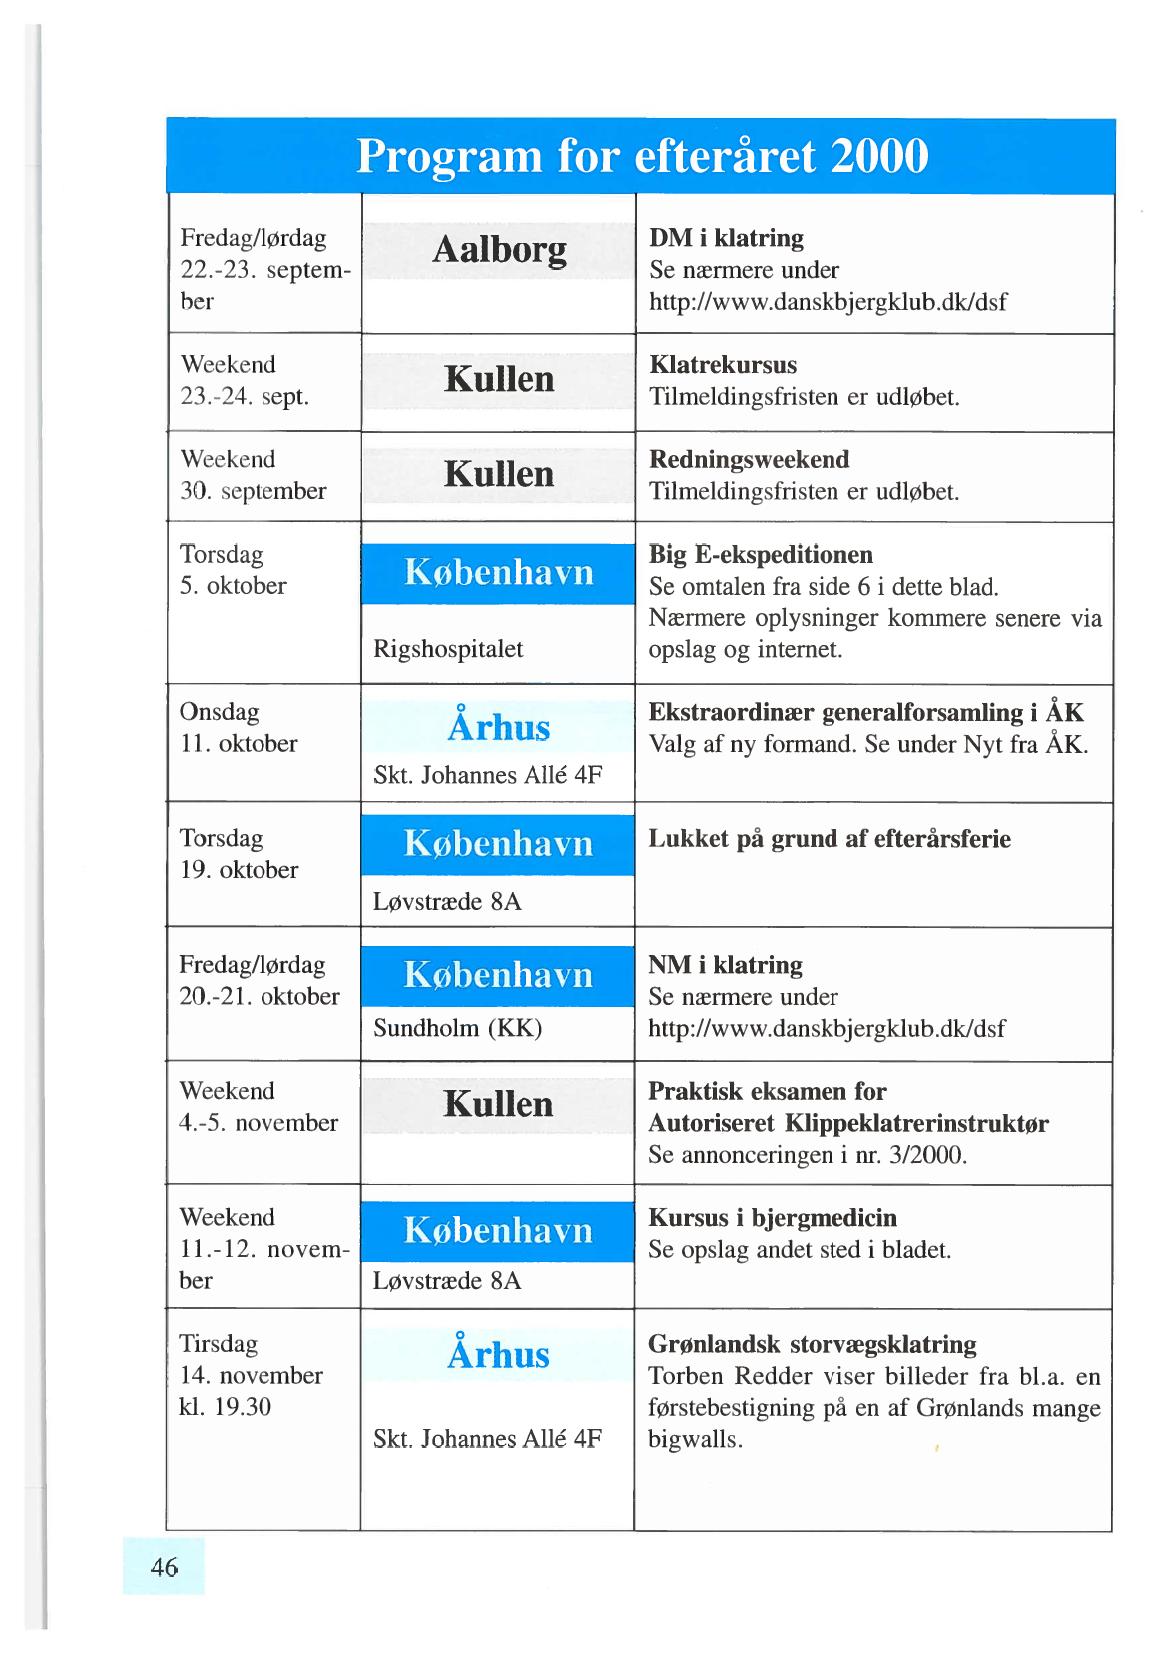 Program for efteråret 2000
Fredag/lørdag
22.-23. septem-
ber
Aalborg
DM i klatring
Se nærmere under
http://www.danskbjergklub.dk/dsf
Weekend
23.-24. sept.
Kullen
Klatrekursus
Tilmeldingsfristen er udløbet.
Weekend
30. september
Kullen
Redningsweekend
Tilmeldingsfristen er udløbet.
Torsdag
5. oktober
København
Rigshospitalet
Big E-ekspeditionen
Se omtalen fra side 6 i dette blad.
Nærmere oplysninger kommere senere via
opslag og internet.
Onsdag
11. oktober
Århus
Skt. Johannes Allé 4F
Ekstraordinær generalforsamling i ÅK
Valg af ny formand. Se under Nyt fra ÅK.
Torsdag
19. oktober
København
Løvstræde 8A
Lukket på grund af efterårsferie
Fredag/lørdag
20.-21. oktober
København
Sundholm (KK)
NM i klatring
Se nærmere under
http://www.danskbjergklub.dk/dsf
Weekend
4.-5. november
Kullen
Praktisk eksamen for
Autoriseret Klippeklatrerinstruktør
Se annonceringen i nr. 3/2000.
Weekend
11.-12. novem-
ber
København
Løvstræde 8A
Kursus i bjergmedicin
Se opslag andet sted i bladet.
Tirsdag
14. november
kl. 19.30
Århus
Skt. Johannes Allé 4F
Grønlandsk storvægsklatring
Torben Redder viser billeder fra bl.a. en
førstebestigning på en af Grønlands mange
bigwalls.
46